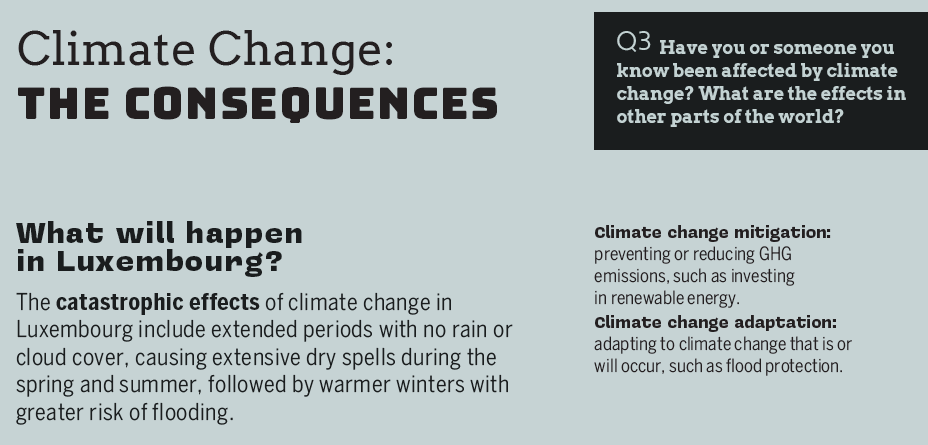 Climate Change:
THE CONSEQUENCES
Q3 Have you or someone you
know been affected by climate
change? What are the effects in
other parts of the world?
What will happen
in Luxembourg?
The catastrophic effects of climate change in
Luxembourg include extended periods with no rain or
cloud cover, causing extensive dry spells during the
spring and summer, followed by warmer winters with
greater risk of flooding.
Climate change mitigation:
preventing or reducing GHG
emissions, such as investing
in renewable energy.
Climate change adaptation:
adapting to climate change that is or
will occur, such as flood protection.